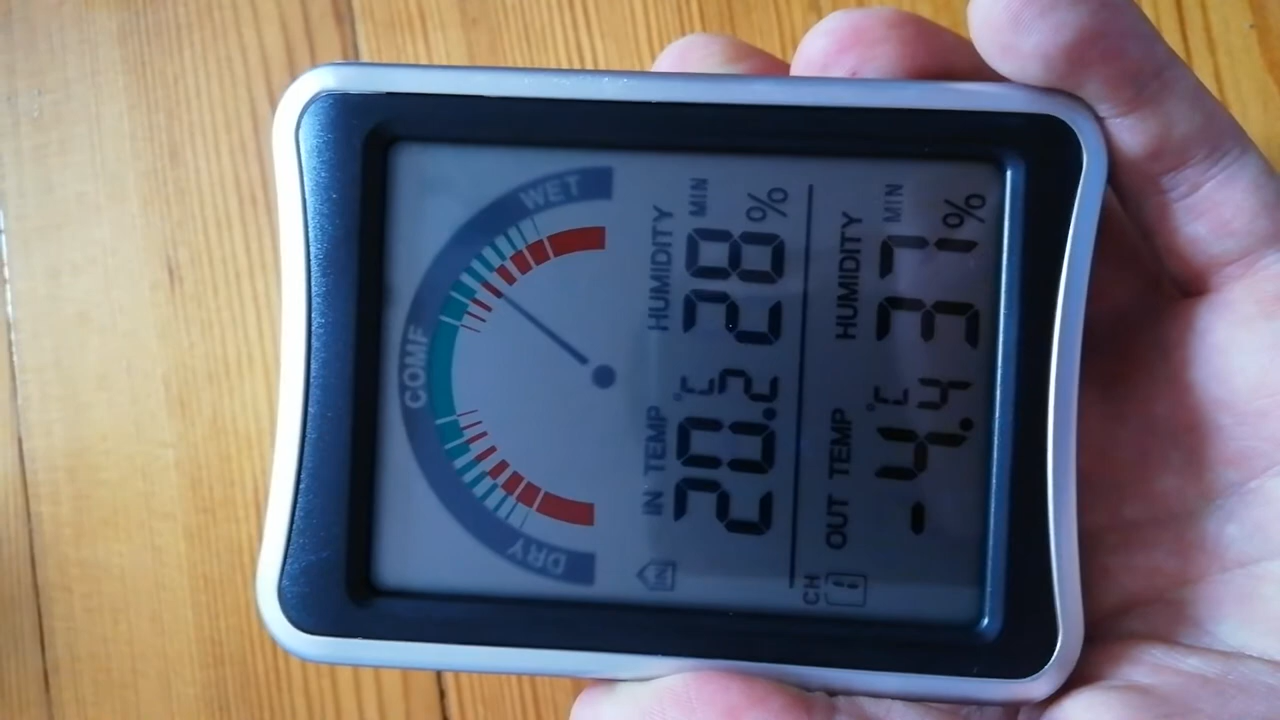 COMF
DRY WET
IN IN TEMP HUMIDITY
20.2 °C 28 MIN %
CH OUT TEMP HUMIDITY
1 -4.4 °C 37 MIN %